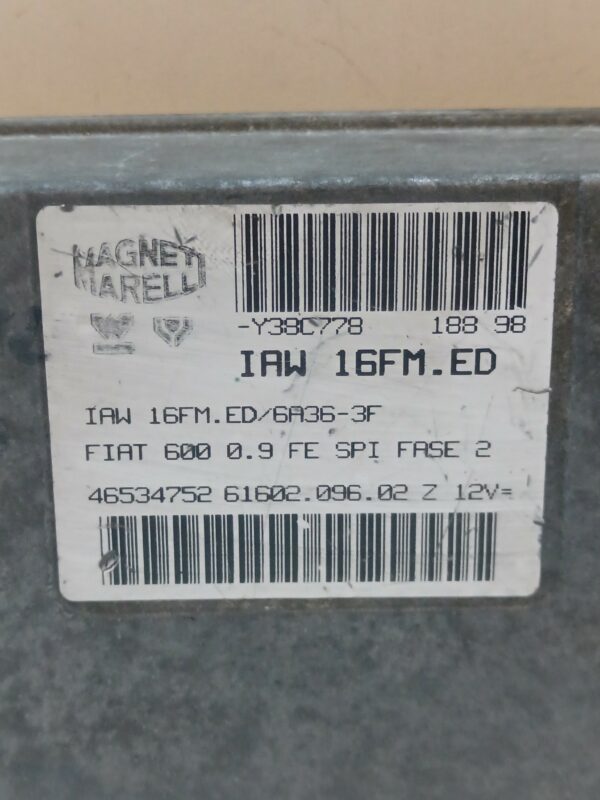 MAGNETI
MARELLI
-Y38C778 188 98
IAW 16FM.ED
IAW 16FM.ED/6A36-3F
FIAT 600 0.9 FE SPI FASE 2
46534752 61602.096.02 Z 12V=